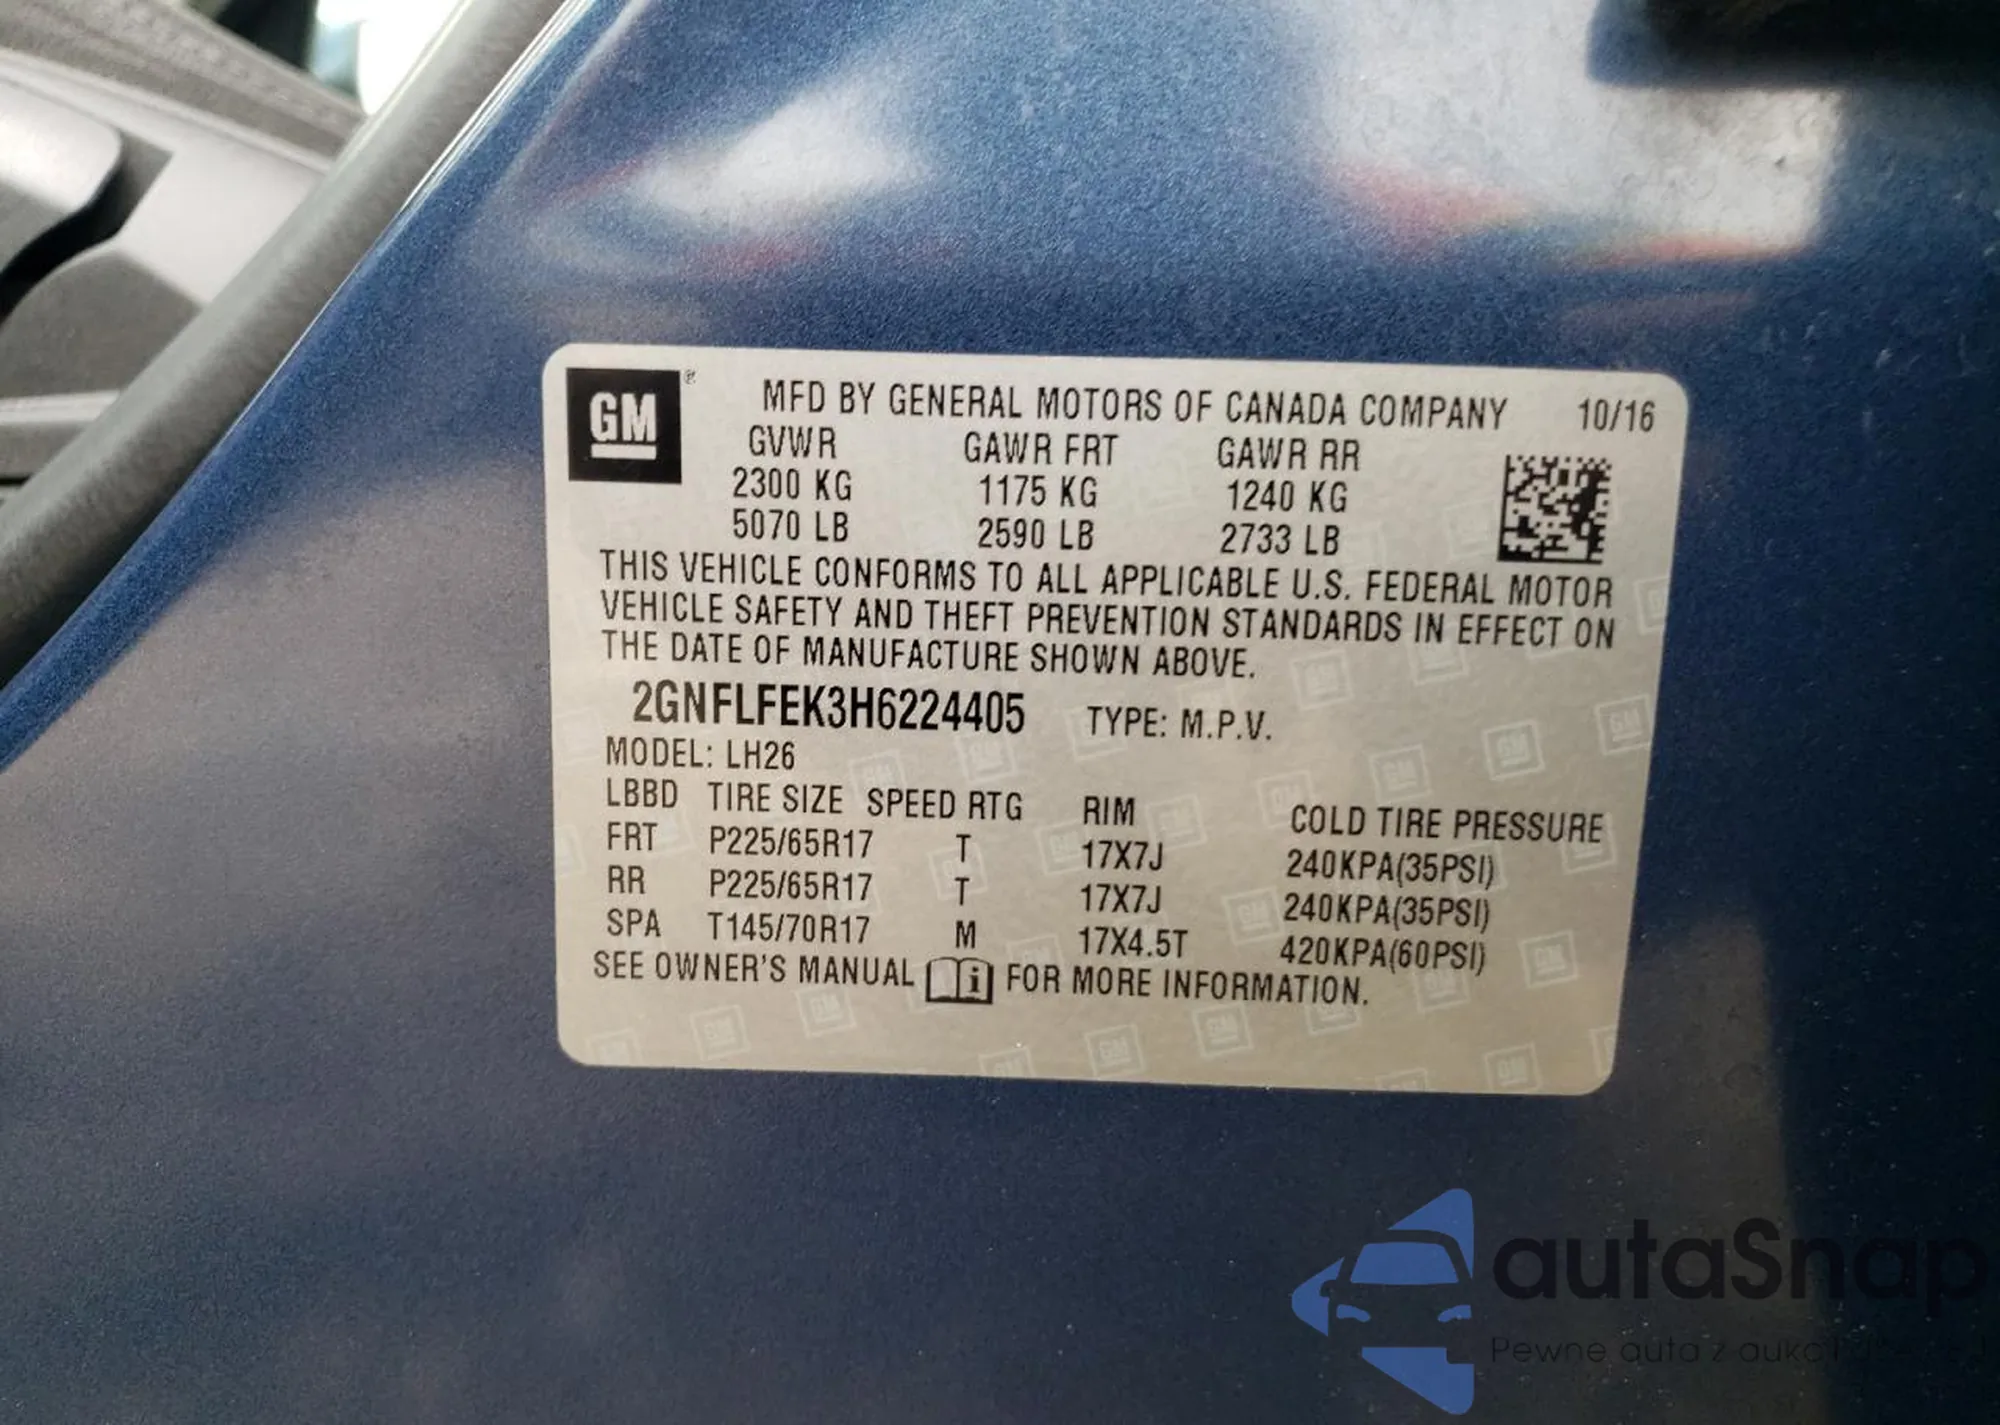 GM ®
MFD BY GENERAL MOTORS OF CANADA COMPANY 10/16
GVWR GAWR FRT GAWR RR
2300 KG 1175 KG 1240 KG
5070 LB 2590 LB 2733 LB
THIS VEHICLE CONFORMS TO ALL APPLICABLE U.S. FEDERAL MOTOR
VEHICLE SAFETY AND THEFT PREVENTION STANDARDS IN EFFECT ON
THE DATE OF MANUFACTURE SHOWN ABOVE.
2GNFLFEK3H6224405 TYPE: M.P.V.
MODEL: LH26
LBBD TIRE SIZE SPEED RTG RIM COLD TIRE PRESSURE
FRT P225/65R17 T 17X7J 240KPA(35PSI)
RR P225/65R17 T 17X7J 240KPA(35PSI)
SPA T145/70R17 M 17X4.5T 420KPA(60PSI)
SEE OWNER'S MANUAL i FOR MORE INFORMATION.
autaSnap
Pewne auta z